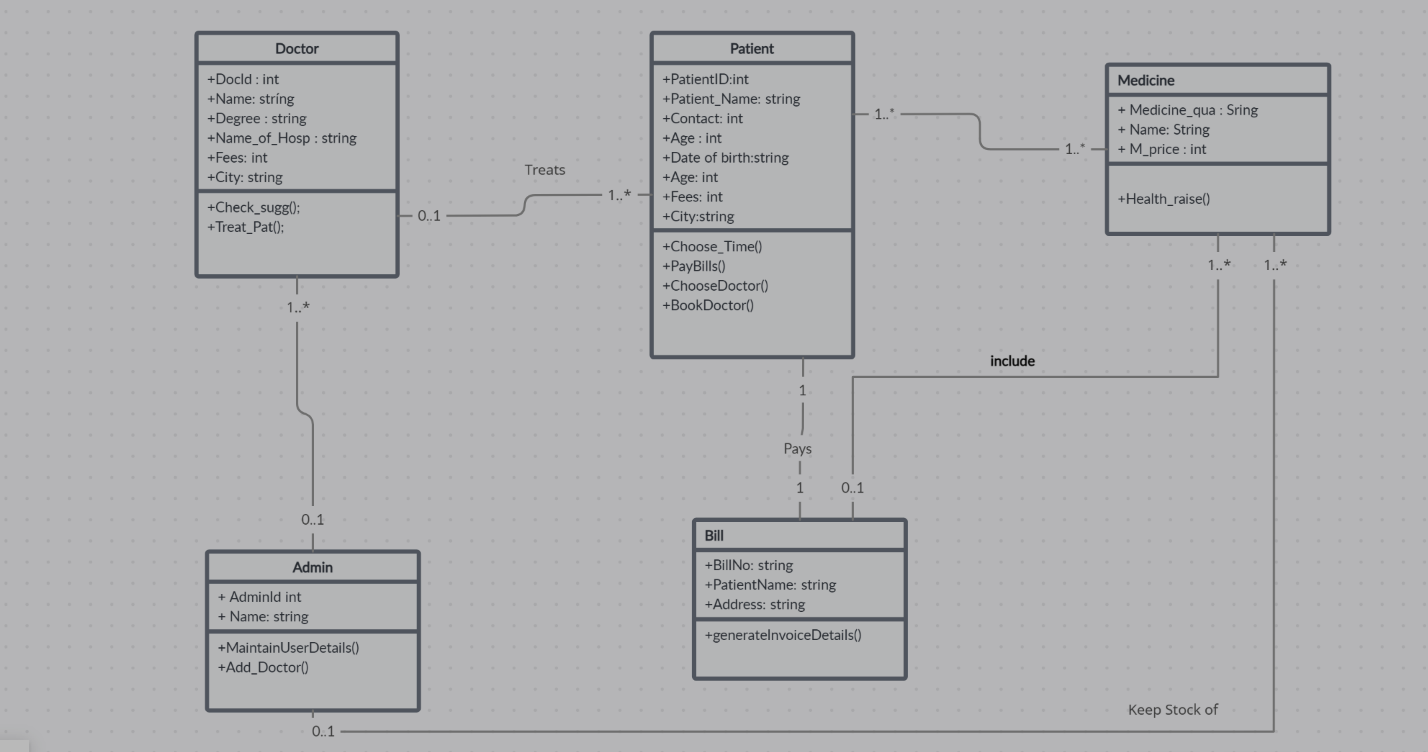 Doctor
+DocId : int
+Name: string
+Degree : string
+Name_of_Hosp : string
+Fees: int
+City: string
+Check_sugg();
+Treat_Pat();
Treats
0..1
1..*
Patient
+PatientID:int
+Patient_Name: string
+Contact: int
+Age : int
+Date of birth:string
+Age: int
+Fees: int
+City:string
+Choose_Time()
+PayBills()
+ChooseDoctor()
+BookDoctor()
1..*
1..*
Medicine
+ Medicine_qua : Sring
+ Name: String
+ M_price : int
+Health_raise()
1..*
1..*
1..*
include
1
Pays
1
0..1
0..1
Admin
+ AdminId int
+ Name: string
+MaintainUserDetails()
+Add_Doctor()
0..1
Bill
+BillNo: string
+PatientName: string
+Address: string
+generateInvoiceDetails()
Keep Stock of